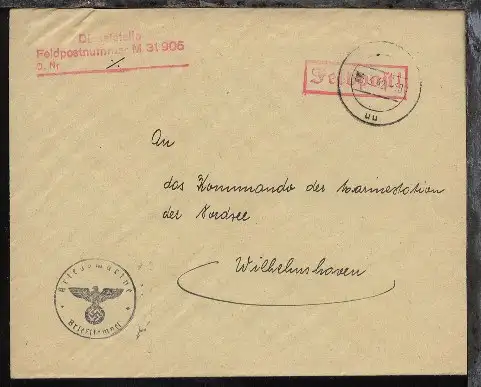 Dienststelle
Feldpostnummer M 31 906
Feldpost!
An
das Kommando der Marinestation
der Nordsee
Wilhelmshaven
Kriegsmarine
Briefstempel